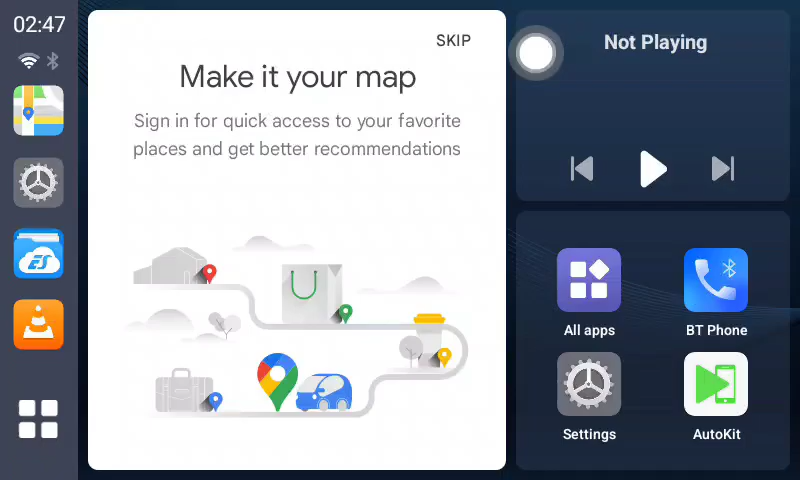 02:47
SKIP
Make it your map
Sign in for quick access to your favorite
places and get better recommendations
Not Playing
ES
All apps
BT Phone
Settings
AutoKit